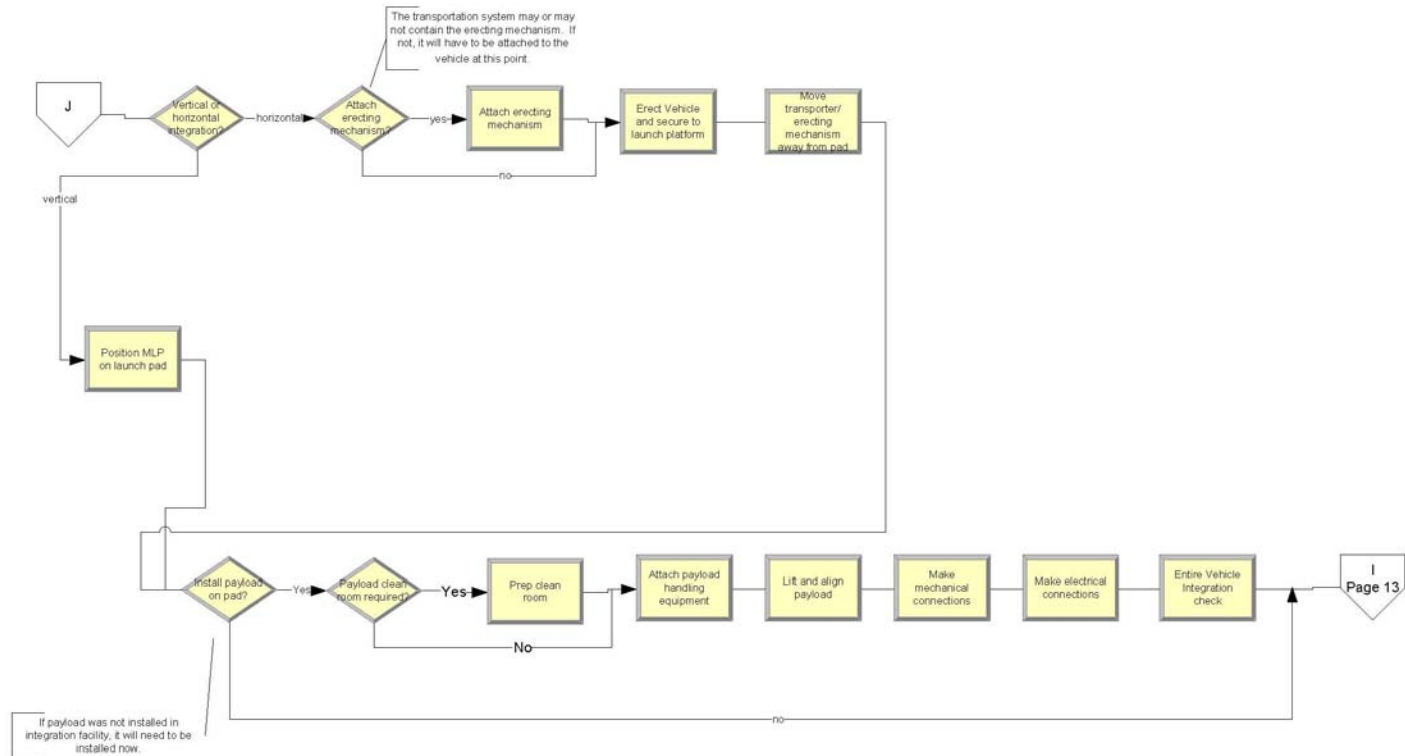 The transportation system may or may
not contain the erecting mechanism. If
not, it will have to be attached to the
vehicle at this point.
J
Vertical or
horizontal
integration?
horizontal
Attach
erecting
mechanism?
yes
Attach erecting
mechanism
Erect Vehicle
and secure to
launch platform
Move
transporter/
erecting
mechanism
away from pad
no
vertical
Position MLP
on launch pad
Install payload
on pad?
Yes
Payload clean
room required?
Yes
Prep clean
room
Attach payload
handling
equipment
Lift and align
payload
Make
mechanical
connections
Make electrical
connections
Entire Vehicle
Integration
check
I
Page 13
No
no
If payload was not installed in
integration facility, it will need to be
installed now.